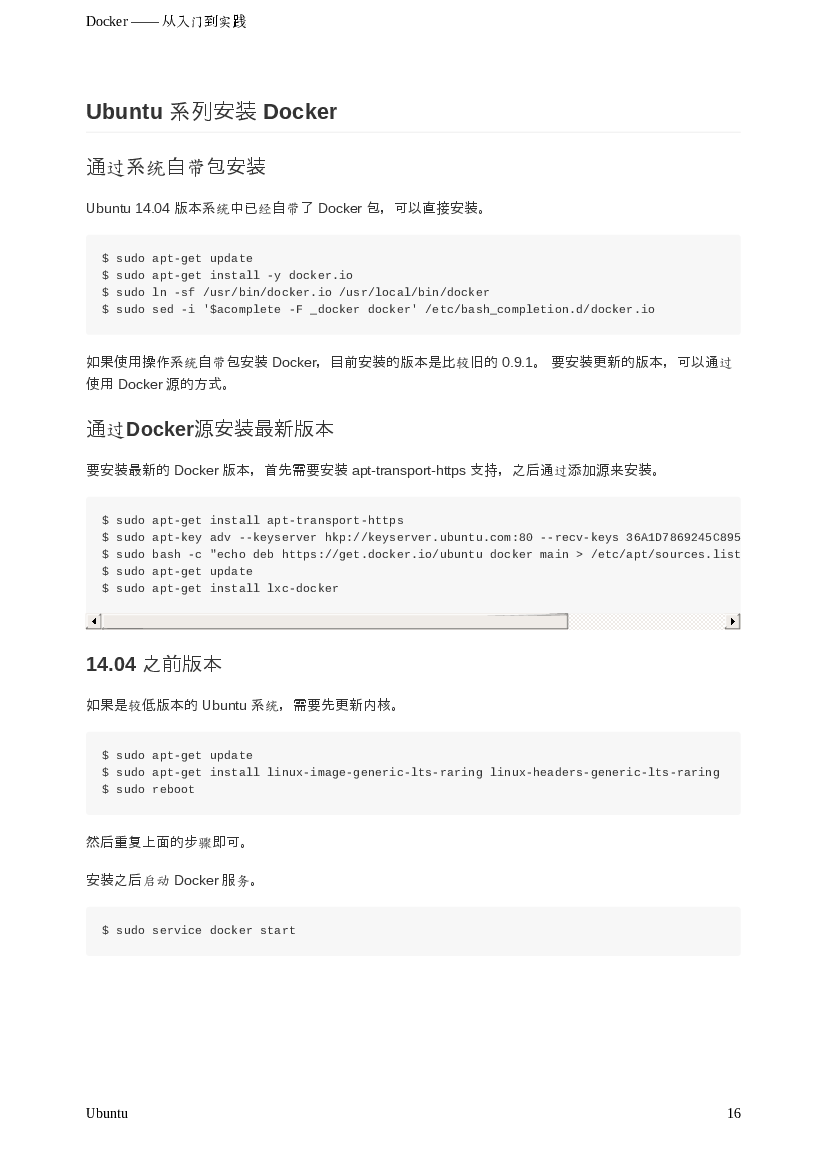 Docker —— 从入门到实践
Ubuntu 系列安装 Docker
通过系统自带包安装
Ubuntu 14.04 版本系统中已经自带了 Docker 包，可以直接安装。
$ sudo apt-get update
$ sudo apt-get install -y docker.io
$ sudo ln -sf /usr/bin/docker.io /usr/local/bin/docker
$ sudo sed -i '$acomplete -F _docker docker' /etc/bash_completion.d/docker.io
如果使用操作系统自带包安装 Docker，目前安装的版本是比较旧的 0.9.1。 要安装更新的版本，可以通过
使用 Docker 源的方式。
通过Docker源安装最新版本
要安装最新的 Docker 版本，首先需要安装 apt-transport-https 支持，之后通过添加源来安装。
$ sudo apt-get install apt-transport-https
$ sudo apt-key adv --keyserver hkp://keyserver.ubuntu.com:80 --recv-keys 36A1D7869245C895
$ sudo bash -c "echo deb https://get.docker.io/ubuntu docker main > /etc/apt/sources.list
$ sudo apt-get update
$ sudo apt-get install lxc-docker
14.04 之前版本
如果是较低版本的 Ubuntu 系统，需要先更新内核。
$ sudo apt-get update
$ sudo apt-get install linux-image-generic-lts-raring linux-headers-generic-lts-raring
$ sudo reboot
然后重复上面的步骤即可。
安装之后启动 Docker 服务。
$ sudo service docker start
Ubuntu 16